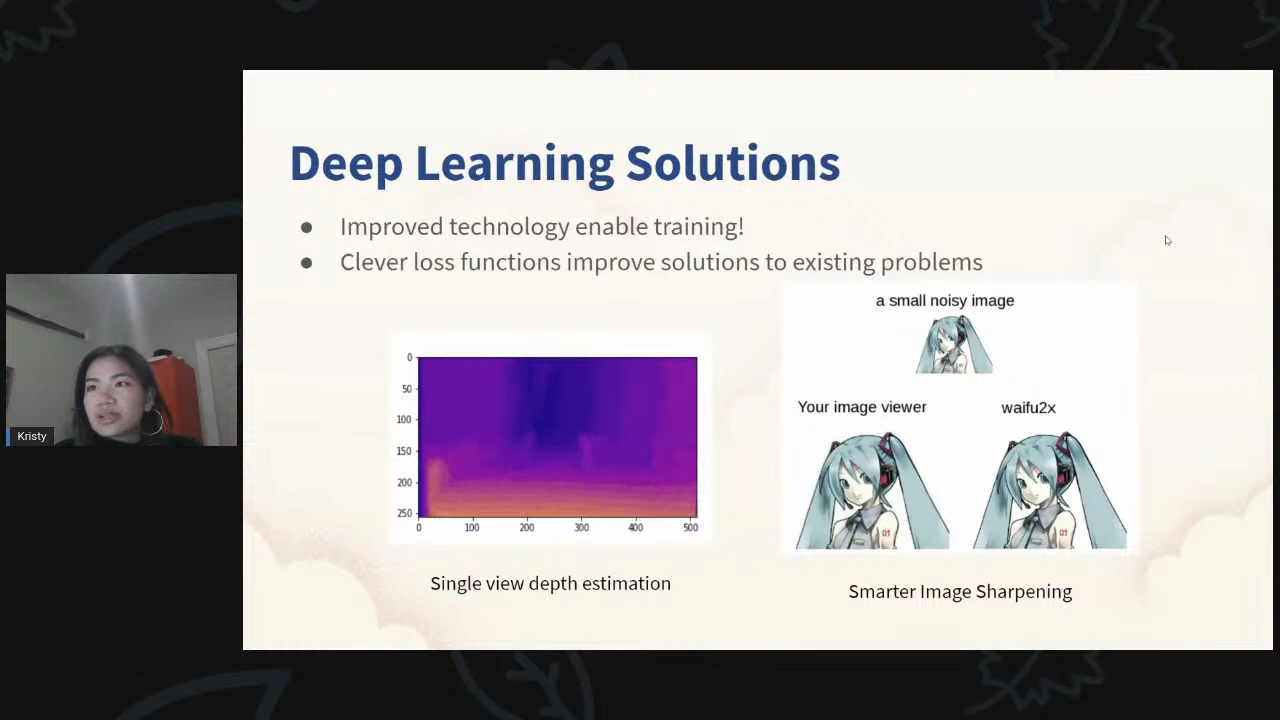 Deep Learning Solutions
● Improved technology enable training!
● Clever loss functions improve solutions to existing problems
a small noisy image
Your image viewer
waifu2x
01
01
0
50
100
150
200
250
0 100 200 300 400 500
Single view depth estimation
Smarter Image Sharpening
Kristy